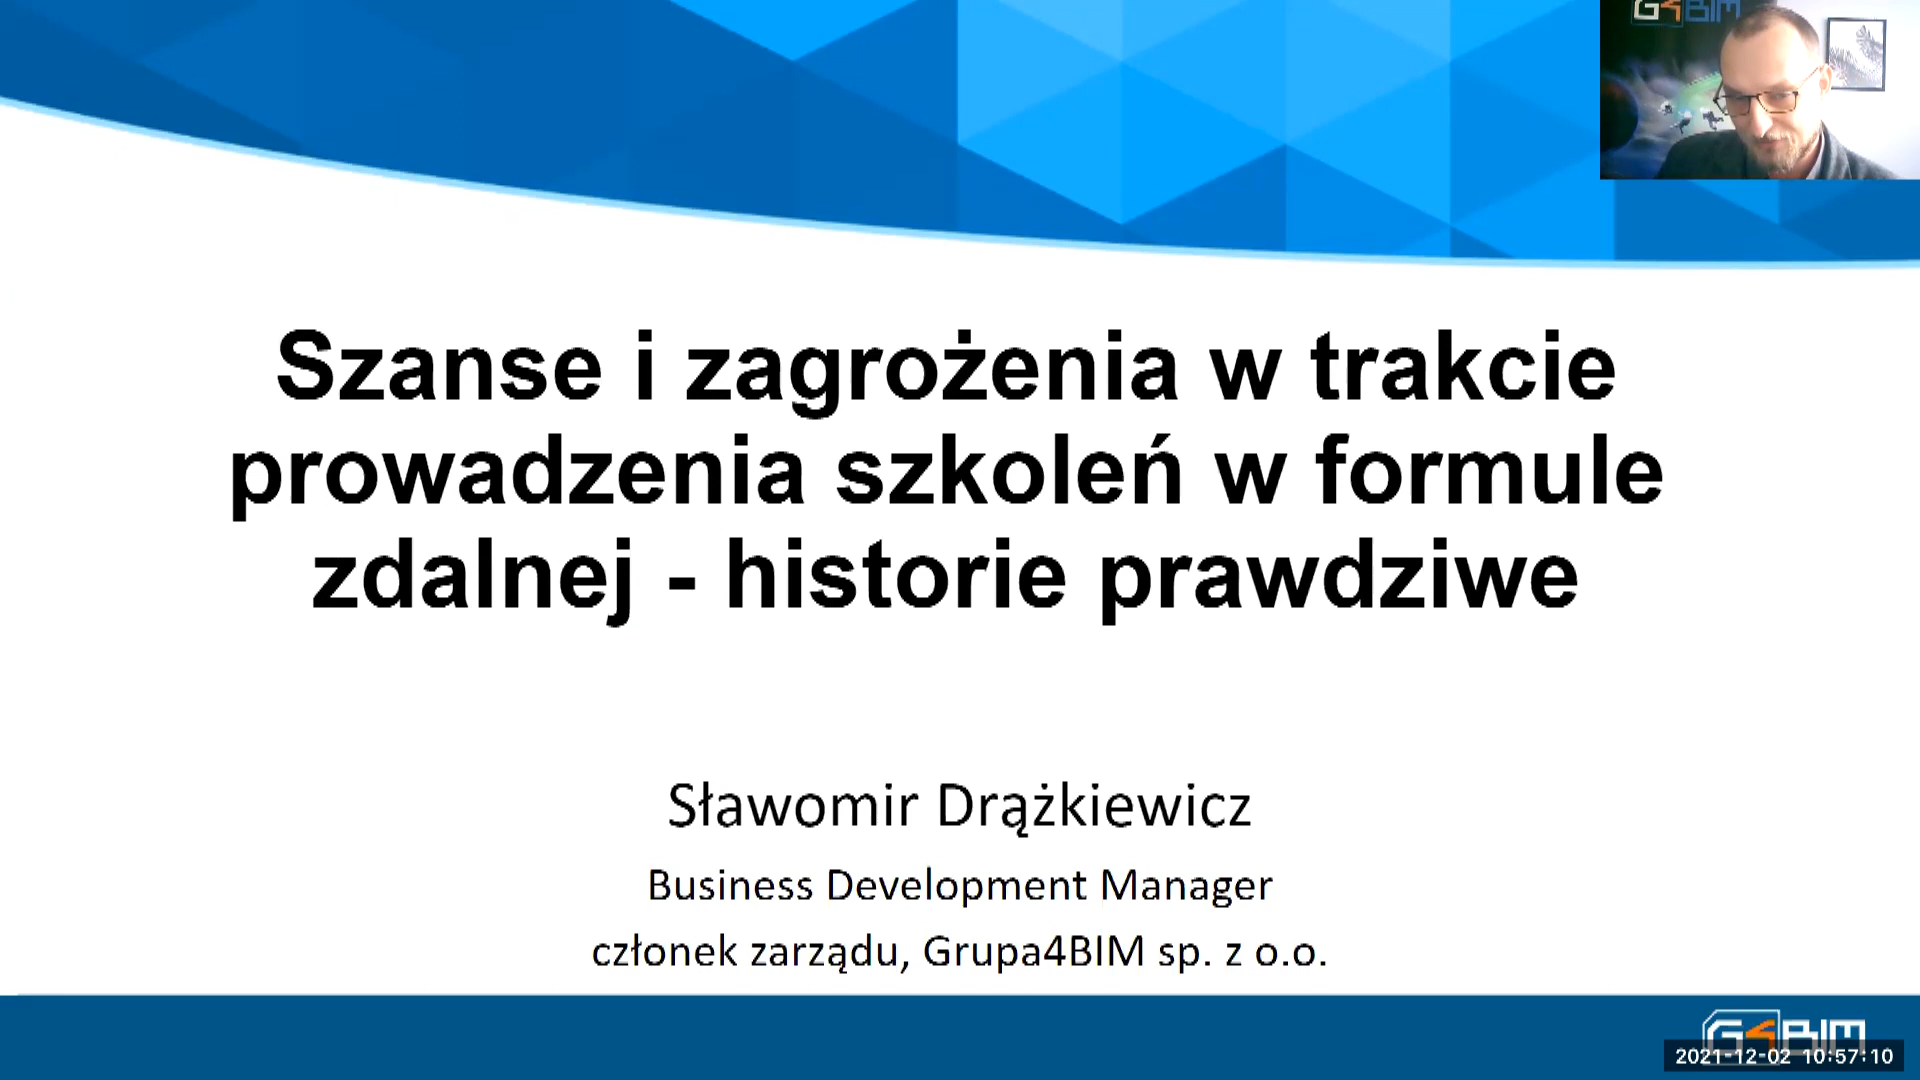 G4BIM
Szanse i zagrożenia w trakcie
prowadzenia szkoleń w formule
zdalnej - historie prawdziwe
Sławomir Drążkiewicz
Business Development Manager
członek zarządu, Grupa4BIM sp. z o.o.
G4BIM
2021-12-02 10:57:10